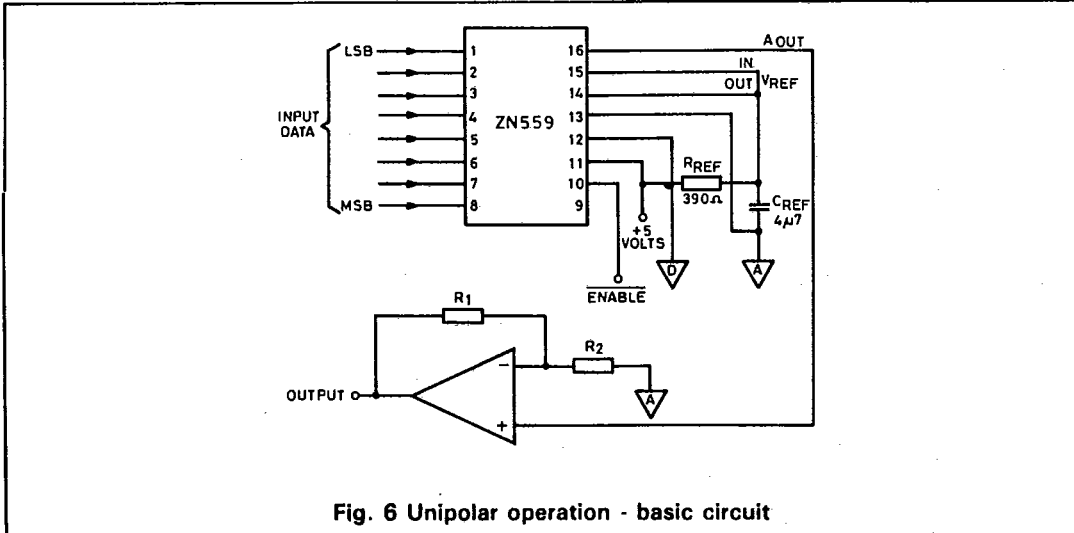 LSB 1 16 A OUT
2 15 IN
3 14 OUT VREF
4 13
INPUT DATA
ZN559
5 12
6 11 RREF
7 10 390Ω
MSB 8 9
CREF
4µ7
+5 VOLTS
D
A
ENABLE
R1
R2
A
OUTPUT
−
+
Fig. 6 Unipolar operation - basic circuit